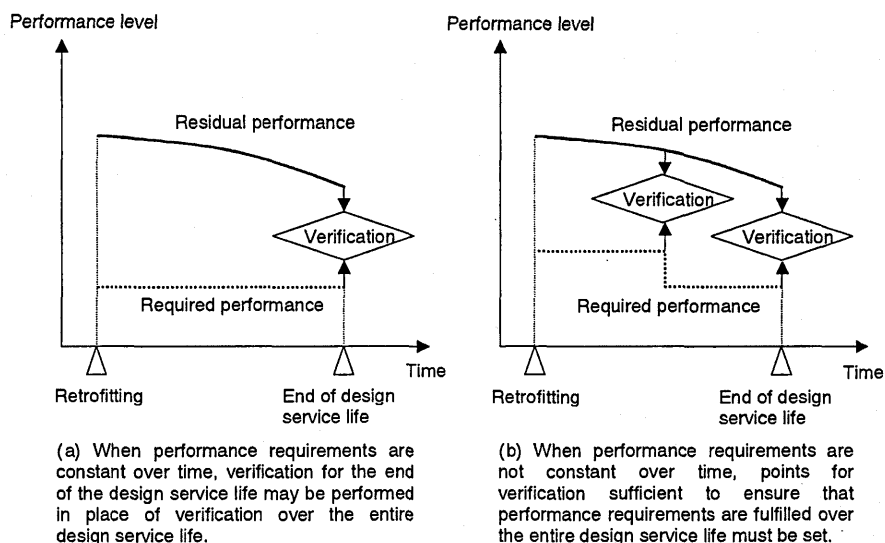 Performance level
Residual performance
Verification
Required performance
Time
Retrofitting
End of design
service life
(a) When performance requirements are
constant over time, verification for the end
of the design service life may be performed
in place of verification over the entire
design service life.
Performance level
Residual performance
Verification
Verification
Required performance
Time
Retrofitting
End of design
service life
(b) When performance requirements are
not constant over time, points for
verification sufficient to ensure that
performance requirements are fulfilled over
the entire design service life must be set.